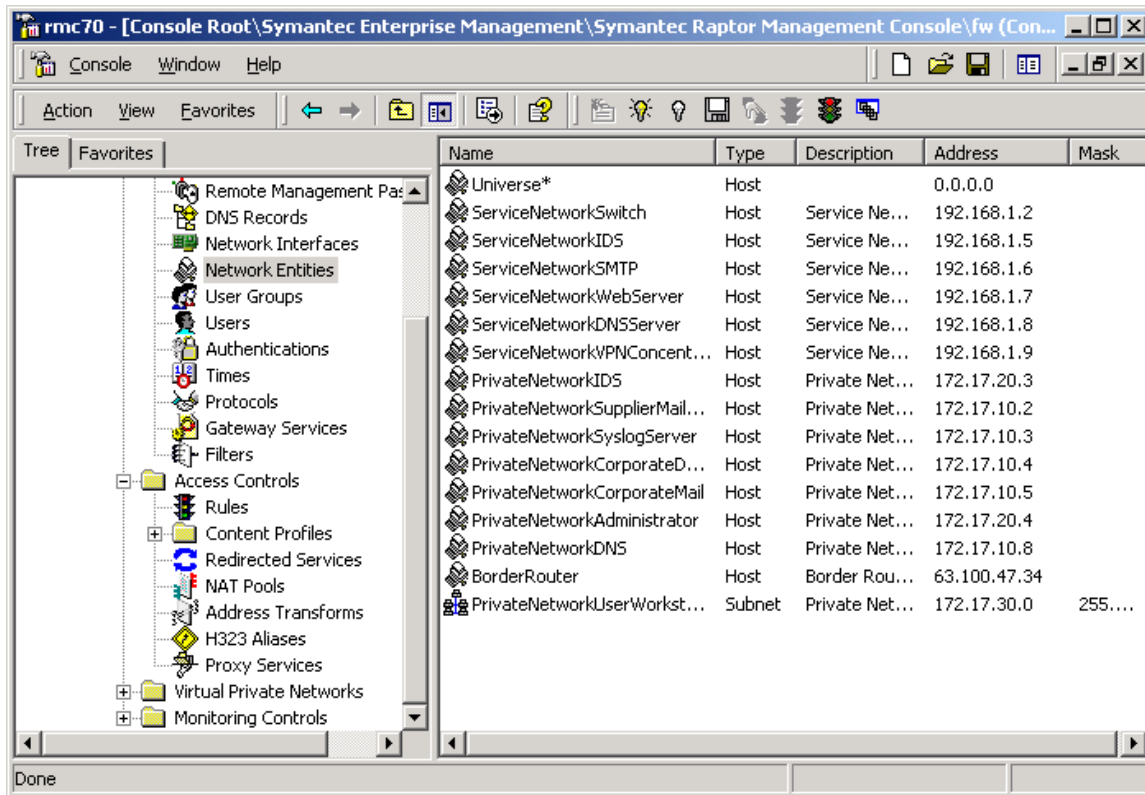 rmc70 - [Console Root\Symantec Enterprise Management\Symantec Raptor Management Console\fw (Con...
Console Window Help
Action View Favorites
Tree Favorites
Remote Management Pas
DNS Records
Network Interfaces
Network Entities
User Groups
Users
Authentications
Times
Protocols
Gateway Services
Filters
Access Controls
Rules
Content Profiles
Redirected Services
NAT Pools
Address Transforms
H323 Aliases
Proxy Services
Virtual Private Networks
Monitoring Controls
Name Type Description Address Mask
Universe* Host 0.0.0.0
ServiceNetworkSwitch Host Service Ne... 192.168.1.2
ServiceNetworkIDS Host Service Ne... 192.168.1.5
ServiceNetworkSMTP Host Service Ne... 192.168.1.6
ServiceNetworkWebServer Host Service Ne... 192.168.1.7
ServiceNetworkDNSServer Host Service Ne... 192.168.1.8
ServiceNetworkVPNConcent... Host Service Ne... 192.168.1.9
PrivateNetworkIDS Host Private Net... 172.17.20.3
PrivateNetworkSupplierMail... Host Private Net... 172.17.10.2
PrivateNetworkSyslogServer Host Private Net... 172.17.10.3
PrivateNetworkCorporateD... Host Private Net... 172.17.10.4
PrivateNetworkCorporateMail Host Private Net... 172.17.10.5
PrivateNetworkAdministrator Host Private Net... 172.17.20.4
PrivateNetworkDNS Host Private Net... 172.17.10.8
BorderRouter Host Border Rou... 63.100.47.34
PrivateNetworkUserWorkst... Subnet Private Net... 172.17.30.0 255....
Done